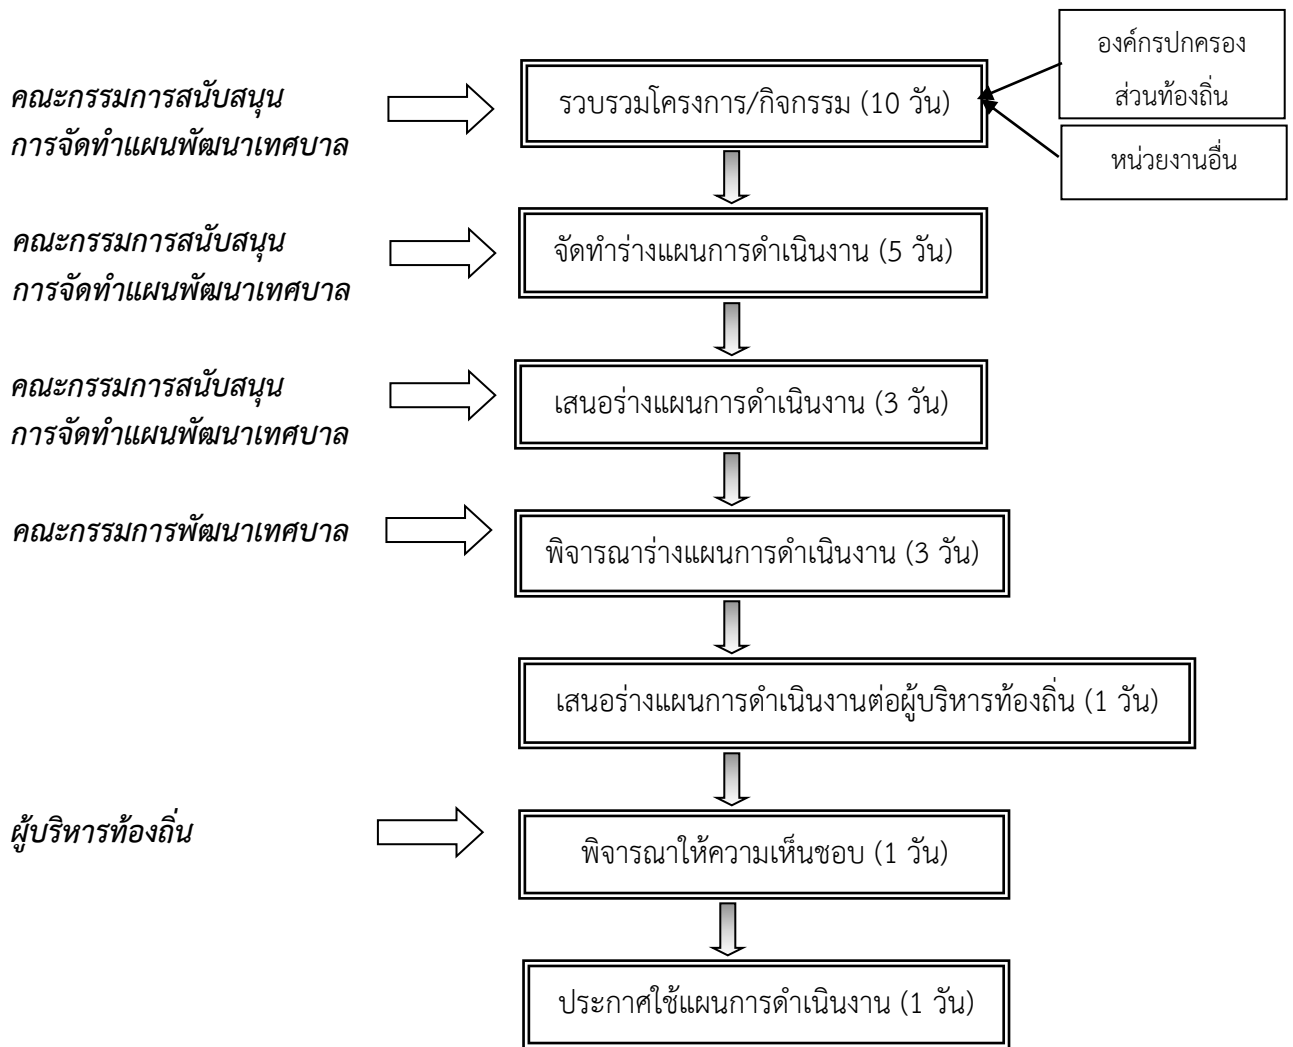 องค์กรปกครอง
ส่วนท้องถิ่น
คณะกรรมการสนับสนุน
การจัดทำแผนพัฒนาเทศบาล
รวบรวมโครงการ/กิจกรรม (10 วัน)
หน่วยงานอื่น
คณะกรรมการสนับสนุน
การจัดทำแผนพัฒนาเทศบาล
จัดทำร่างแผนการดำเนินงาน (5 วัน)
คณะกรรมการสนับสนุน
การจัดทำแผนพัฒนาเทศบาล
เสนอร่างแผนการดำเนินงาน (3 วัน)
คณะกรรมการพัฒนาเทศบาล
พิจารณาร่างแผนการดำเนินงาน (3 วัน)
เสนอร่างแผนการดำเนินงานต่อผู้บริหารท้องถิ่น (1 วัน)
ผู้บริหารท้องถิ่น
พิจารณาให้ความเห็นชอบ (1 วัน)
ประกาศใช้แผนการดำเนินงาน (1 วัน)